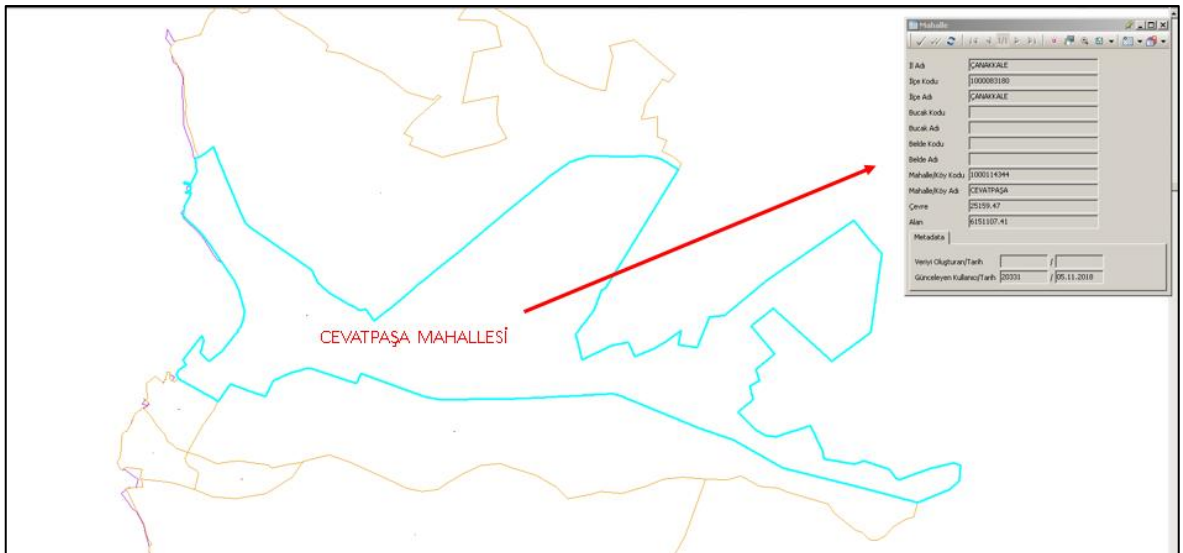 Mahalle
İl Adı ÇANAKKALE
İlçe Kodu 1000083180
İlçe Adı ÇANAKKALE
Bucak Kodu
Bucak Adı
Belde Kodu
Belde Adı
Mahalle/Köy Kodu 1000114344
Mahalle/Köy Adı CEVATPAŞA
Çevre 25159.47
Alan 6151107.41
Metadata
Veriyi Oluşturan/Tarih /
Günceleyen Kullanıcı/Tarih 20331 / 05.11.2018
CEVATPAŞA MAHALLESİ